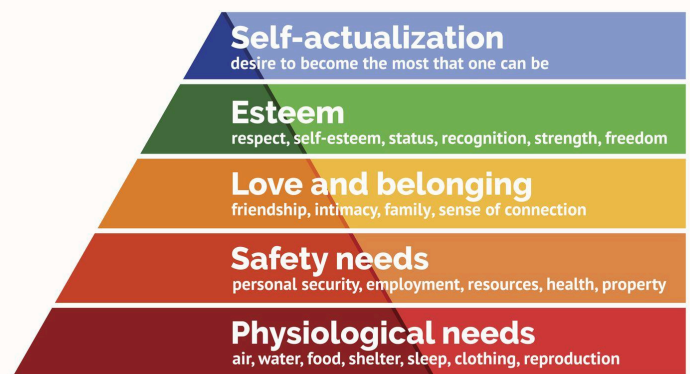 Self-actualization
desire to become the most that one can be
Esteem
respect, self-esteem, status, recognition, strength, freedom
Love and belonging
friendship, intimacy, family, sense of connection
Safety needs
personal security, employment, resources, health, property
Physiological needs
air, water, food, shelter, sleep, clothing, reproduction